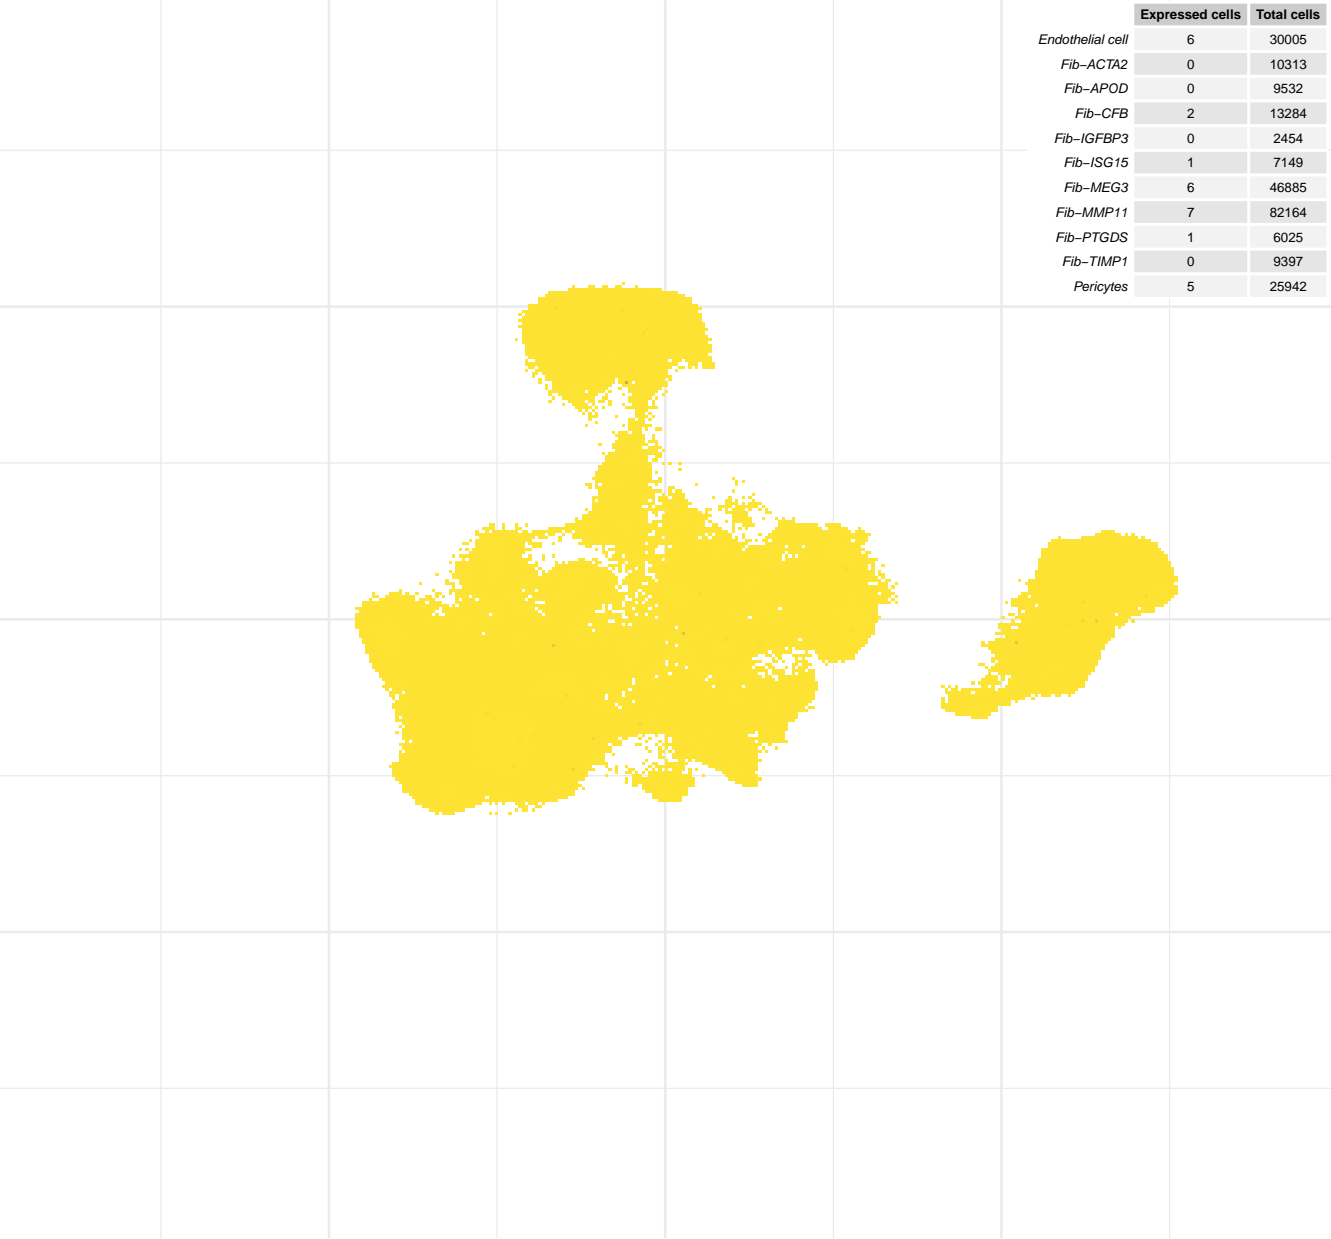 Expressed cells Total cells
Endothelial cell 6 30005
Fib−ACTA2 0 10313
Fib−APOD 0 9532
Fib−CFB 2 13284
Fib−IGFBP3 0 2454
Fib−ISG15 1 7149
Fib−MEG3 6 46885
Fib−MMP11 7 82164
Fib−PTGDS 1 6025
Fib−TIMP1 0 9397
Pericytes 5 25942